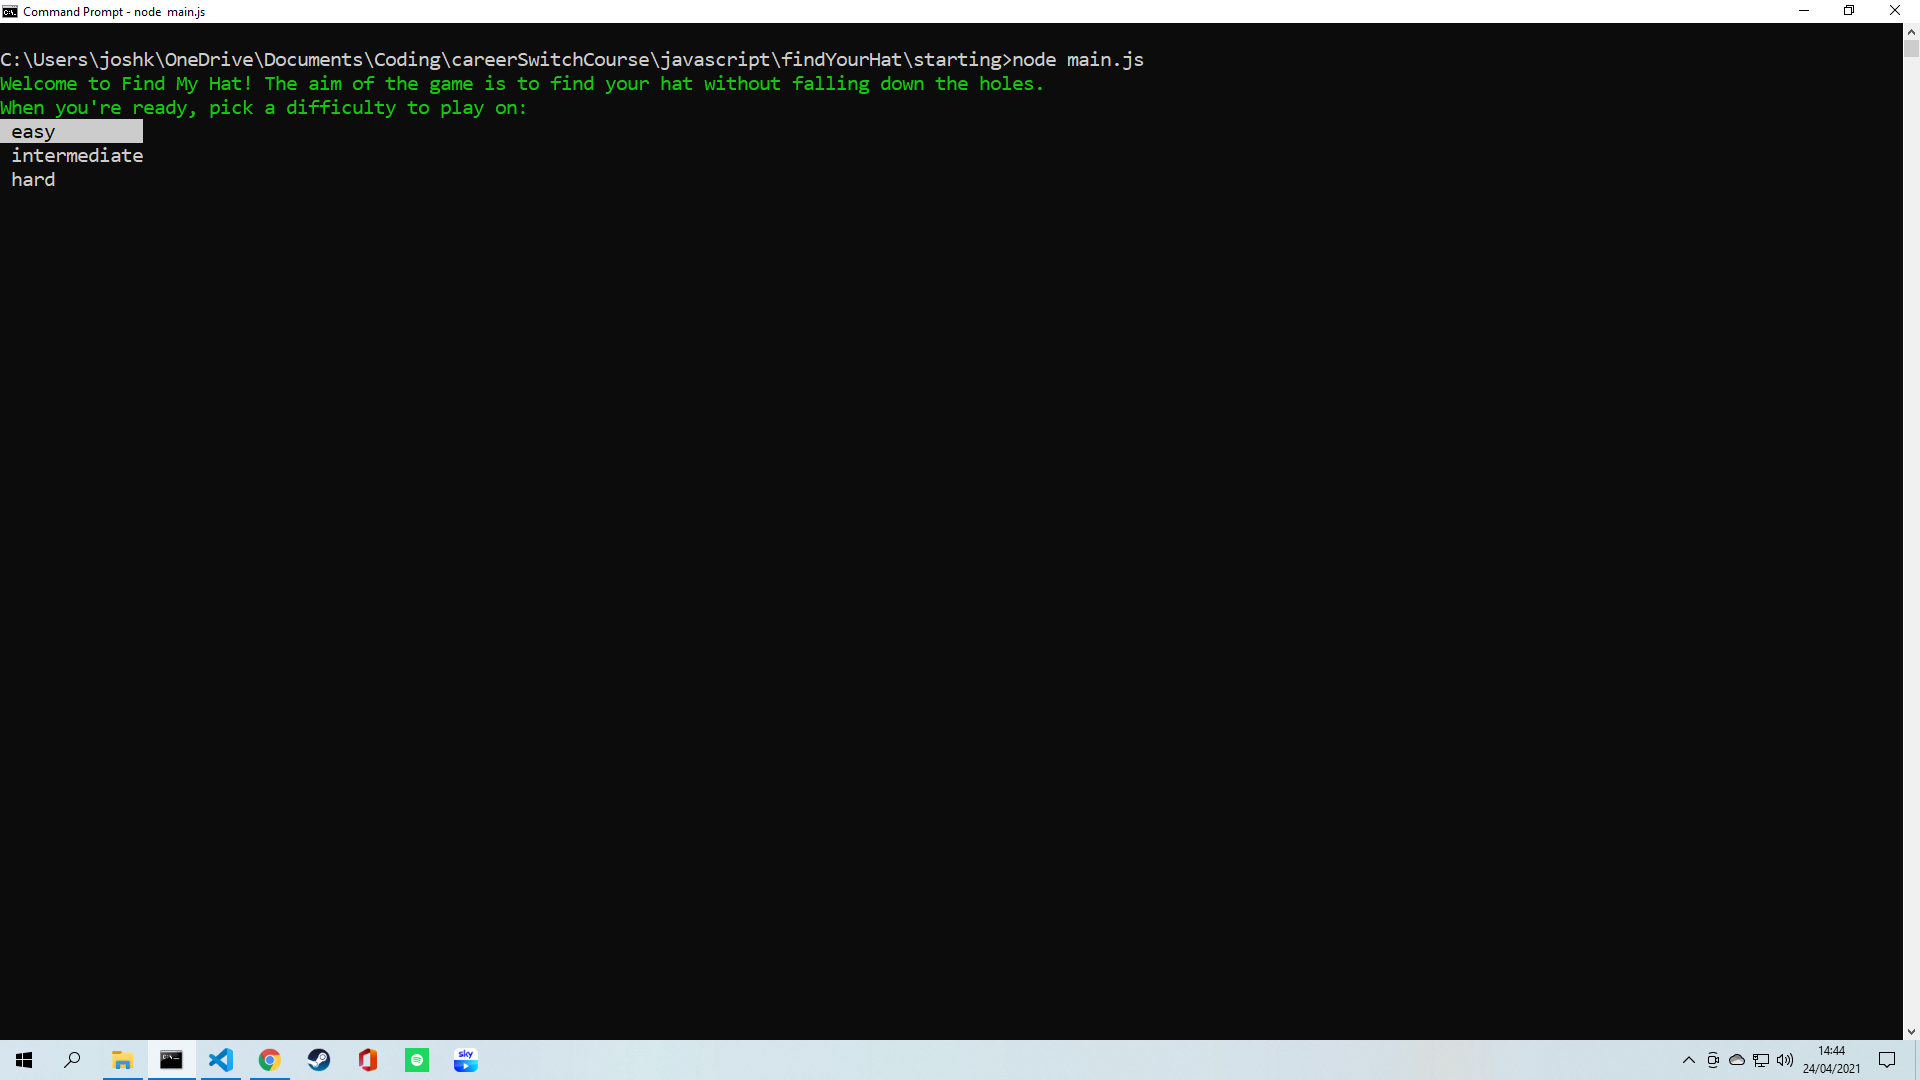 Command Prompt - node  main.js
C:\Users\joshk\OneDrive\Documents\Coding\careerSwitchCourse\javascript\findYourHat\starting>node main.js
Welcome to Find My Hat! The aim of the game is to find your hat without falling down the holes.
When you're ready, pick a difficulty to play on:
easy
intermediate
hard
sky
14:44
24/04/2021